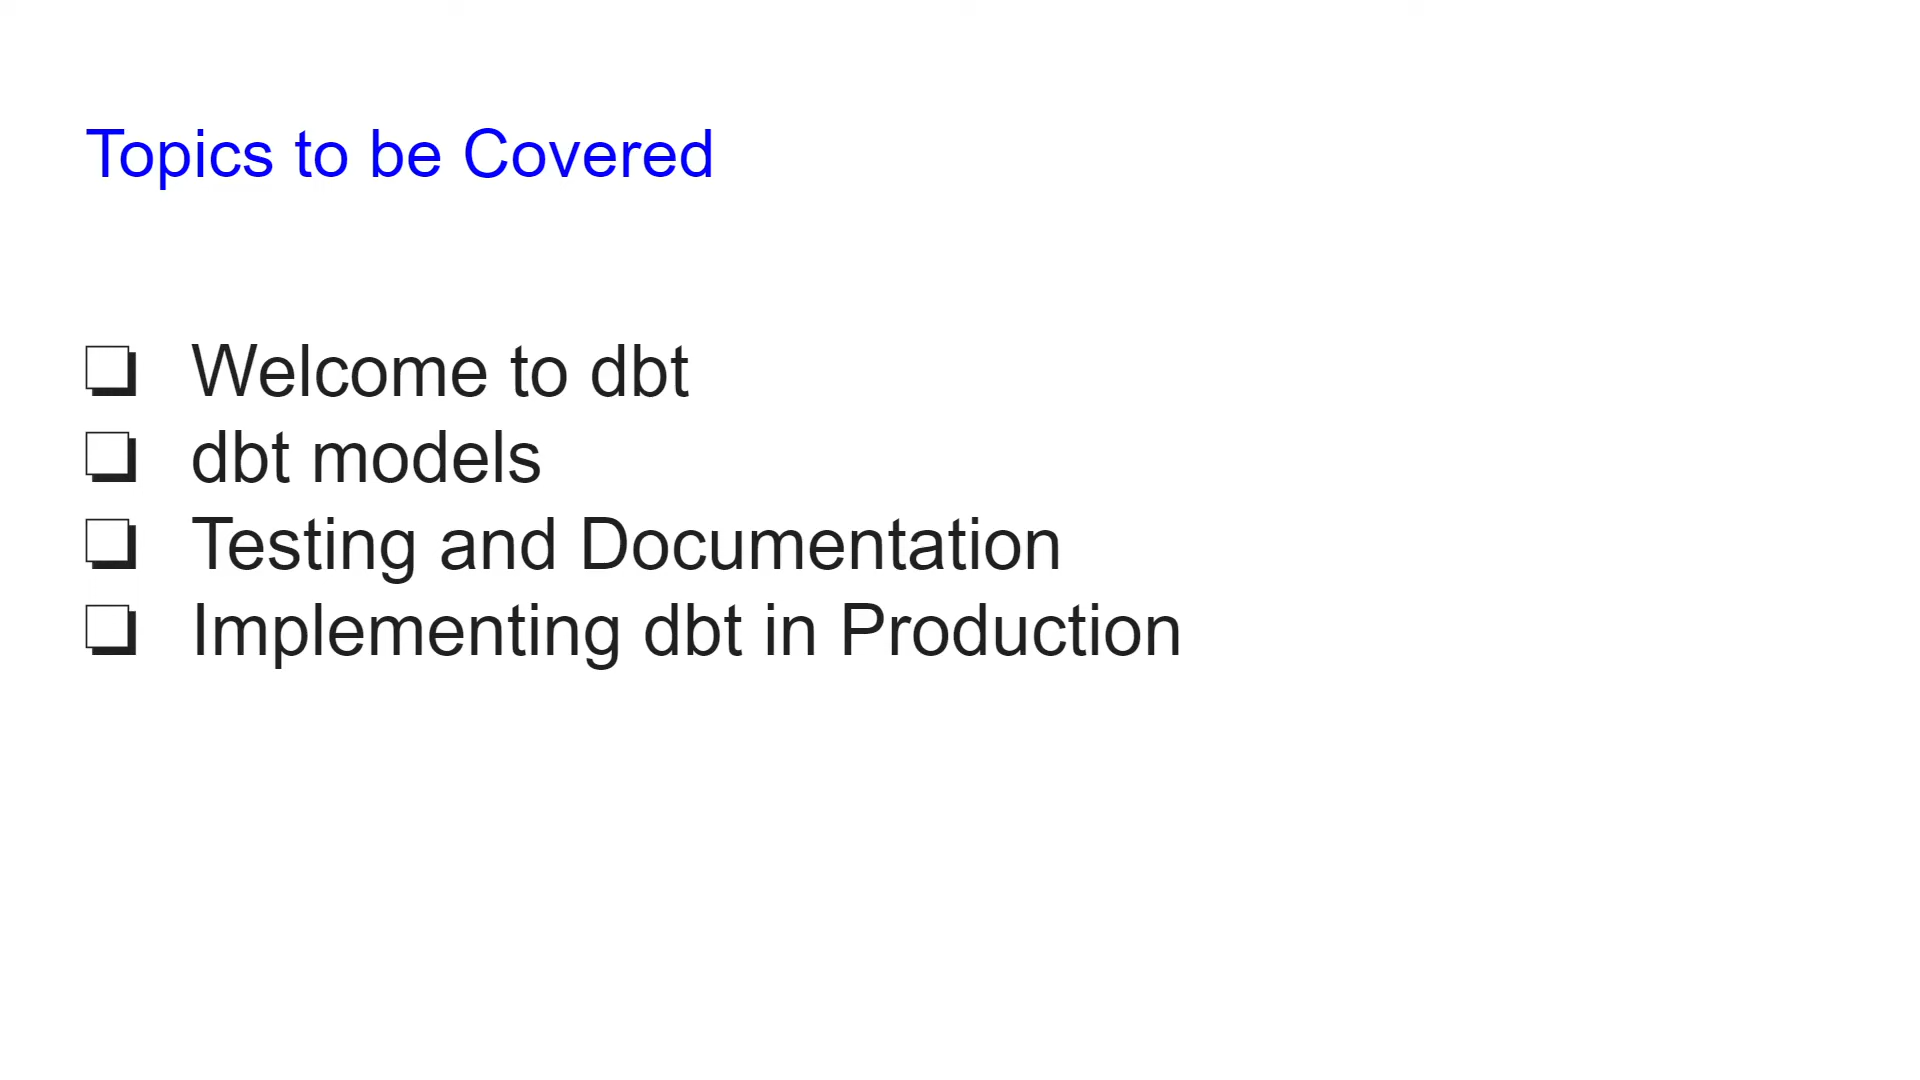 Topics to be Covered
❏ Welcome to dbt
❏ dbt models
❏ Testing and Documentation
❏ Implementing dbt in Production